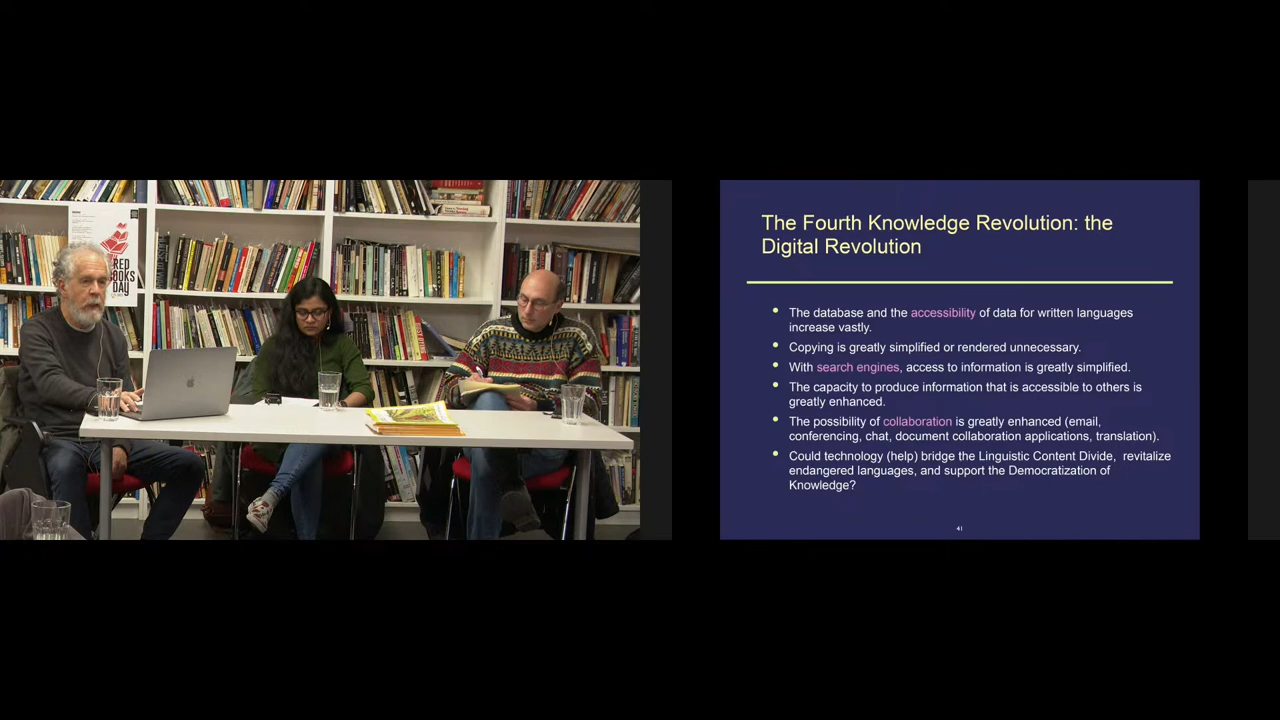 RED
BOOKS
DAY
The Fourth Knowledge Revolution: the
Digital Revolution
The database and the accessibility of data for written languages
increase vastly.
Copying is greatly simplified or rendered unnecessary.
With search engines, access to information is greatly simplified.
The capacity to produce information that is accessible to others is
greatly enhanced.
The possibility of collaboration is greatly enhanced (email,
conferencing, chat, document collaboration applications, translation).
Could technology (help) bridge the Linguistic Content Divide, revitalize
endangered languages, and support the Democratization of
Knowledge?
41